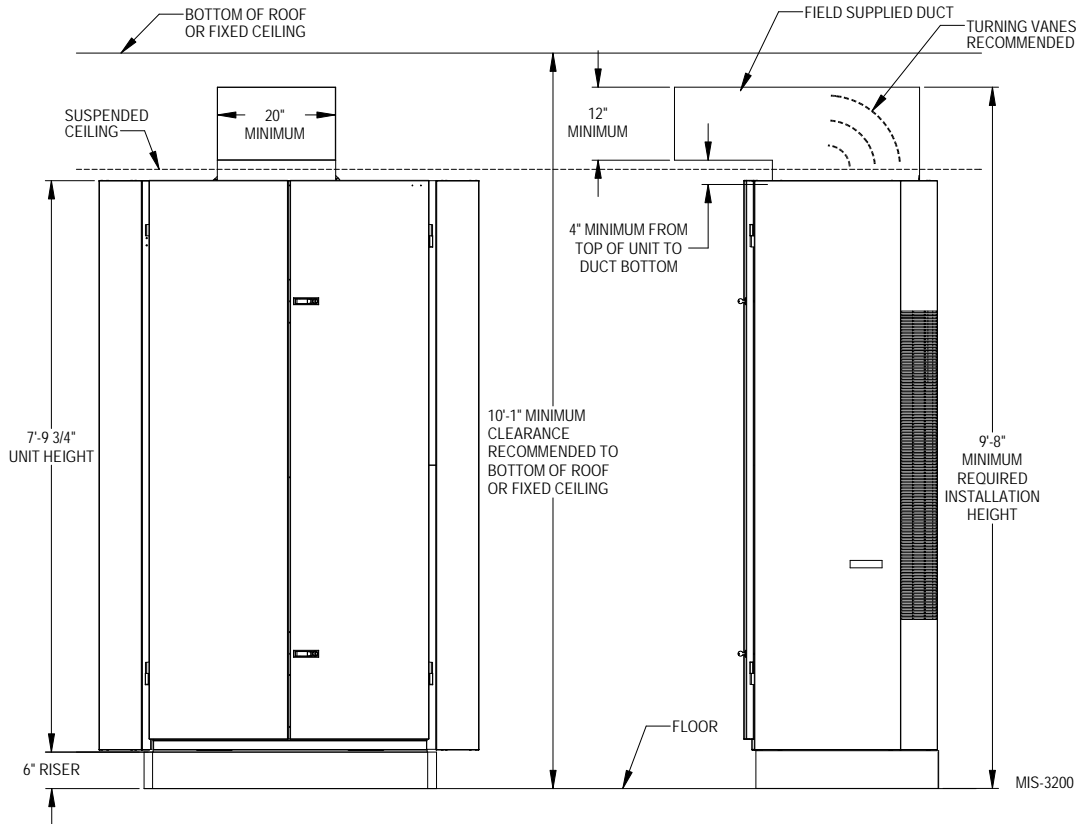 BOTTOM OF ROOF
OR FIXED CEILING
FIELD SUPPLIED DUCT
TURNING VANES
RECOMMENDED
SUSPENDED
CEILING
20"
MINIMUM
12"
MINIMUM
4" MINIMUM FROM
TOP OF UNIT TO
DUCT BOTTOM
7'-9 3/4"
UNIT HEIGHT
10'-1" MINIMUM
CLEARANCE
RECOMMENDED TO
BOTTOM OF ROOF
OR FIXED CEILING
9'-8"
MINIMUM
REQUIRED
INSTALLATION
HEIGHT
FLOOR
6" RISER
MIS-3200